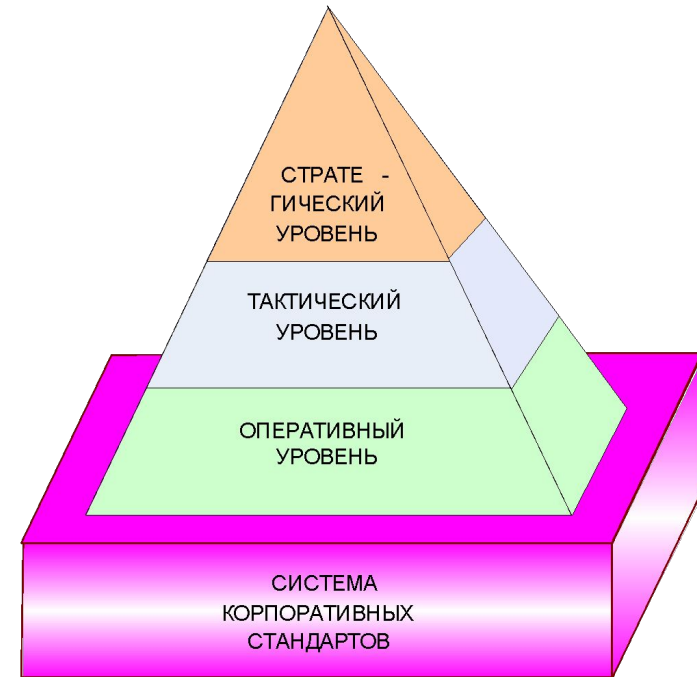 СТРАТЕ -
ГИЧЕСКИЙ
УРОВЕНЬ
ТАКТИЧЕСКИЙ
УРОВЕНЬ
ОПЕРАТИВНЫЙ
УРОВЕНЬ
СИСТЕМА
КОРПОРАТИВНЫХ
СТАНДАРТОВ